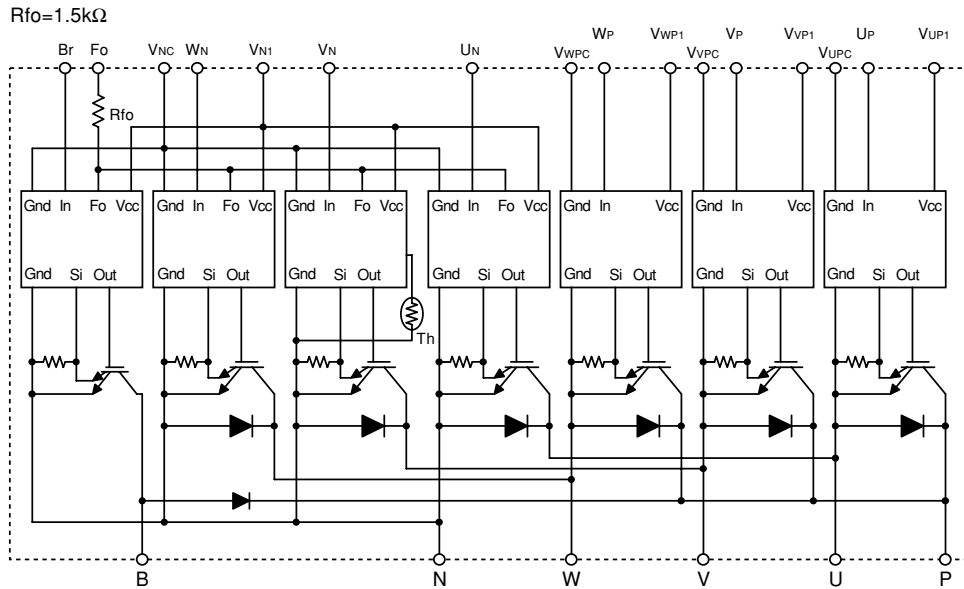 Rfo=1.5kΩ
Br Fo VNC WN VN1 VN UN VWPC WP VWP1 VVPC VP VVP1 VUPC UP VUP1
Rfo
Gnd In Fo Vcc Gnd In Fo Vcc Gnd In Fo Vcc Gnd In Fo Vcc Gnd In Vcc Gnd In Vcc Gnd In Vcc
Gnd Si Out Gnd Si Out Gnd Si Out Gnd Si Out Gnd Si Out Gnd Si Out Gnd Si Out
Th
B N W V U P